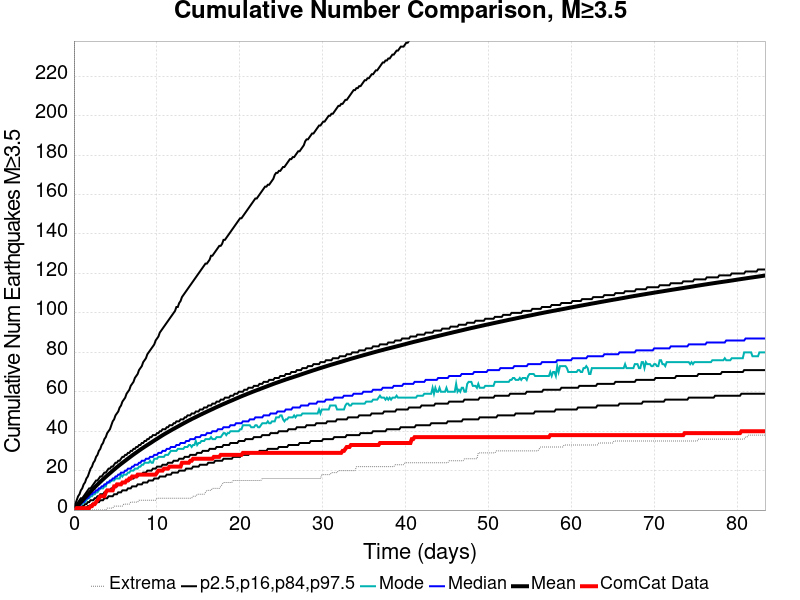 Cumulative Number Comparison, M≥3.5
Cumulative Num Earthquakes M≥3.5
220
200
180
160
140
120
100
80
60
40
20
0
0 10 20 30 40 50 60 70 80
Time (days)
Extrema p2.5,p16,p84,p97.5 Mode Median Mean ComCat Data